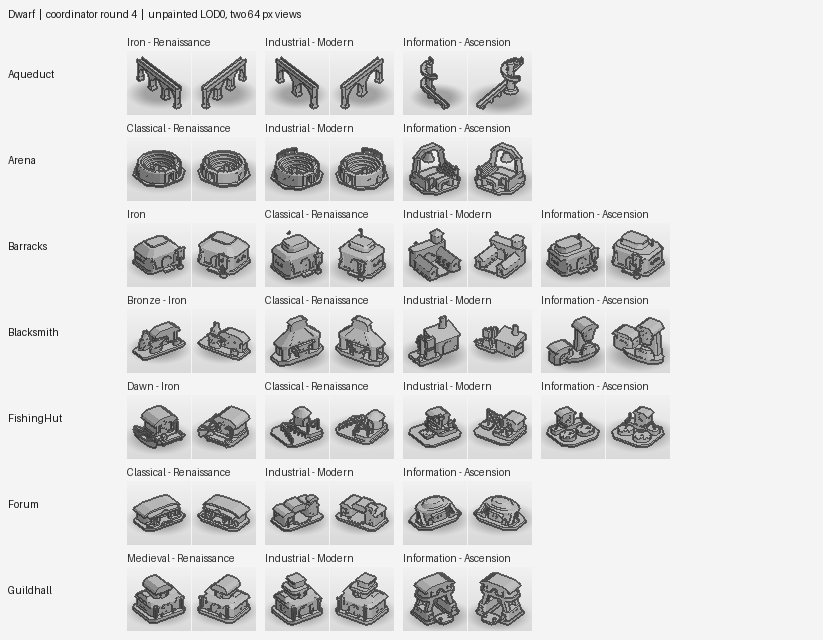 Dwarf | coordinator round 4 | unpainted LOD0, two 64 px views
Iron - Renaissance Industrial - Modern Information - Ascension
Aqueduct
Classical - Renaissance Industrial - Modern Information - Ascension
Arena
Iron Classical - Renaissance Industrial - Modern Information - Ascension
Barracks
Bronze - Iron Classical - Renaissance Industrial - Modern Information - Ascension
Blacksmith
Dawn - Iron Classical - Renaissance Industrial - Modern Information - Ascension
FishingHut
Classical - Renaissance Industrial - Modern Information - Ascension
Forum
Medieval - Renaissance Industrial - Modern Information - Ascension
Guildhall